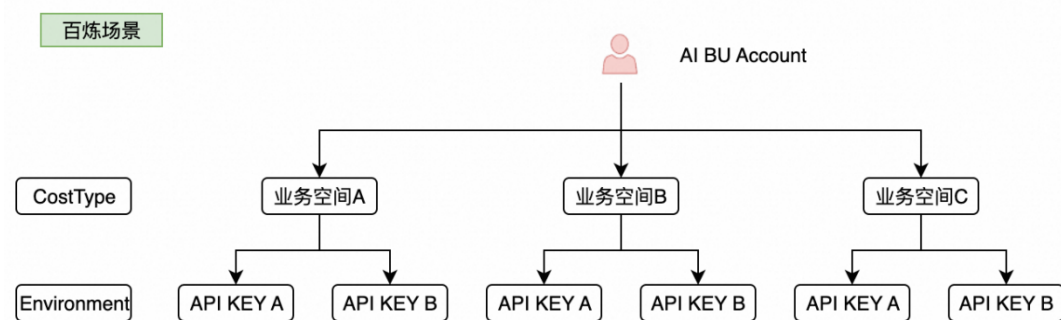 百炼场景
AI BU Account
CostType
业务空间A
业务空间B
业务空间C
Environment
API KEY A
API KEY B
API KEY A
API KEY B
API KEY A
API KEY B